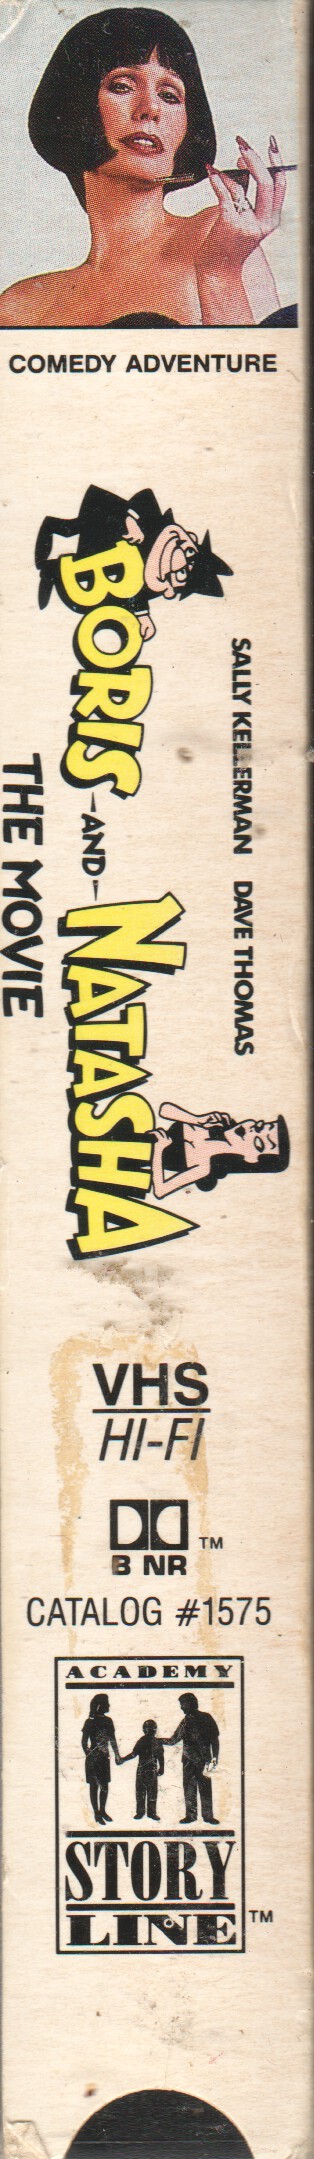 COMEDY ADVENTURE
SALLY KELLERMAN DAVE THOMAS
BORIS -AND- NATASHA
THE MOVIE
VHS
HI-FI
B NR ™
CATALOG #1575
ACADEMY
STORY
LINE ™